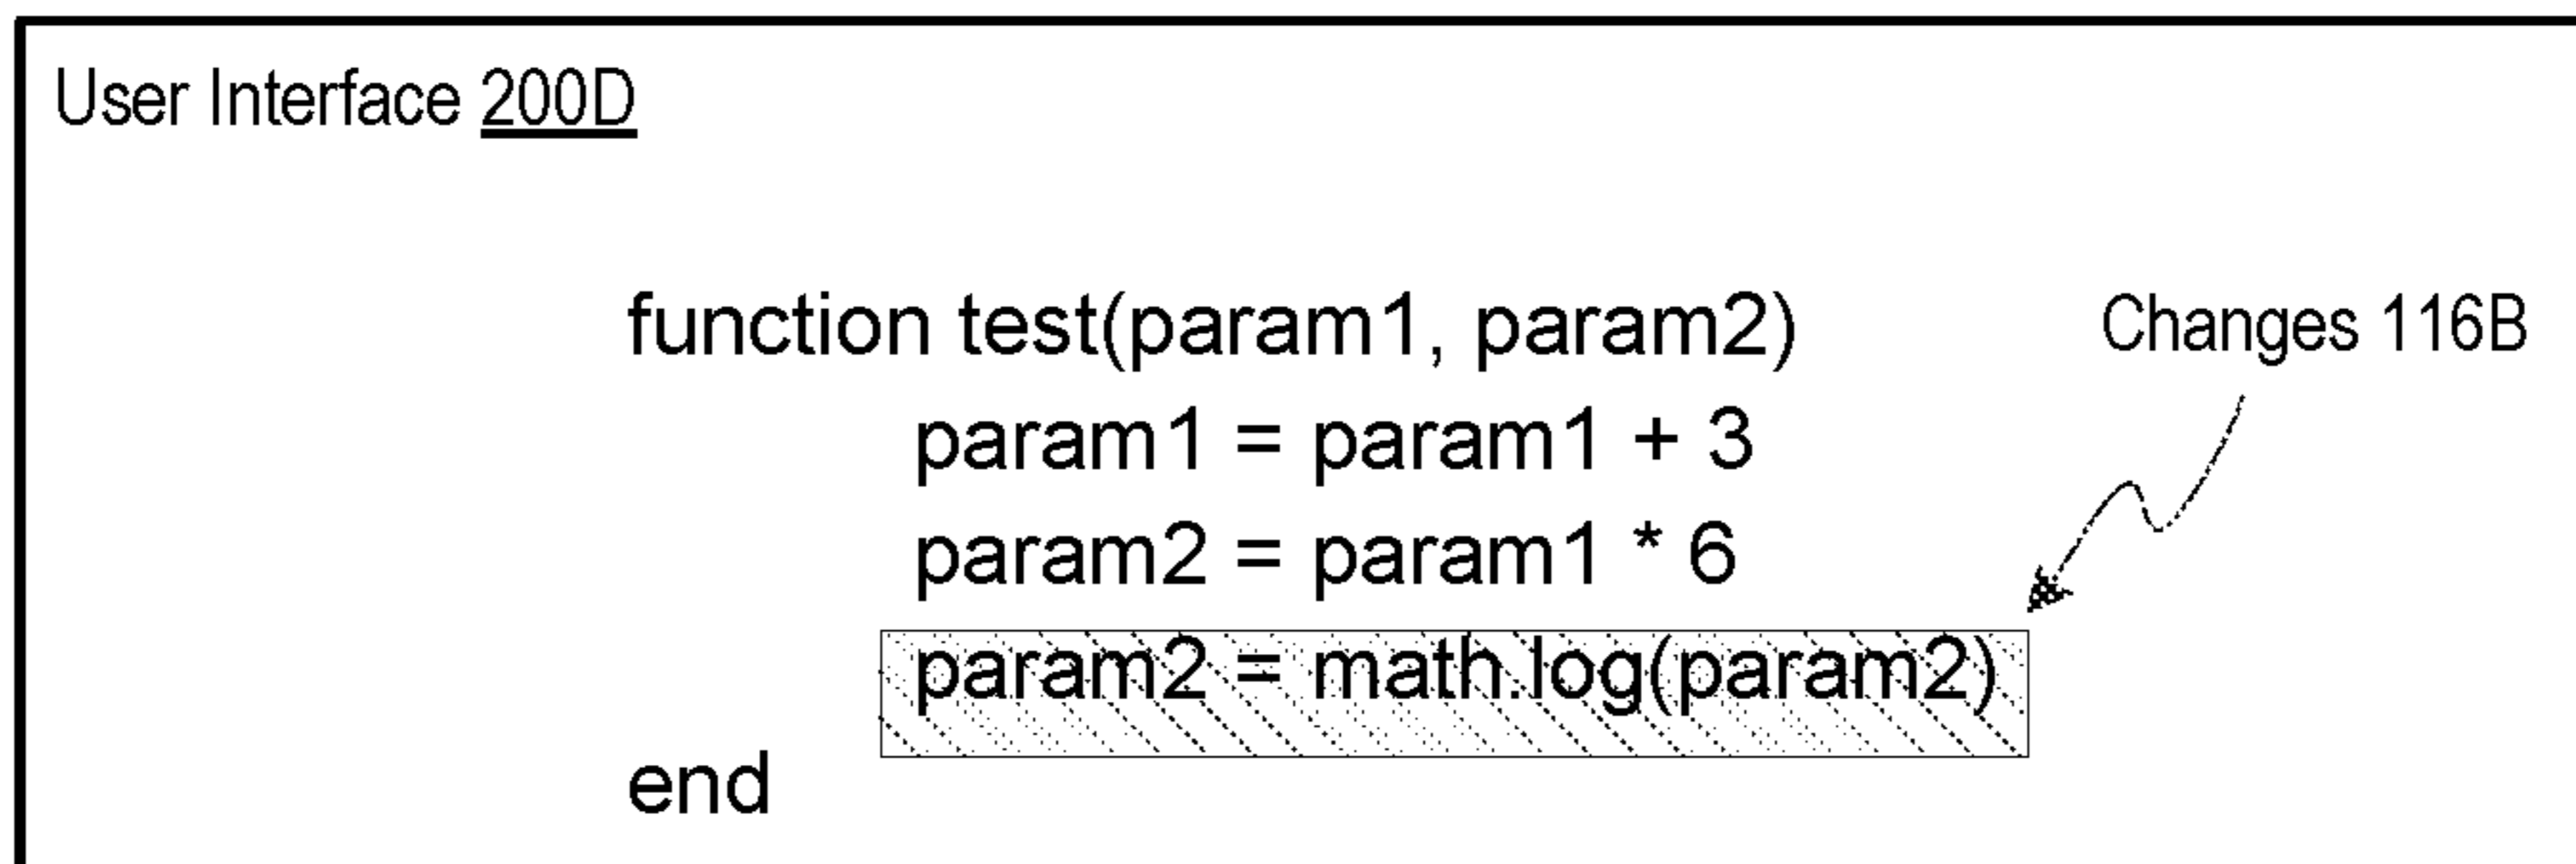 User Interface 200D
function test(param1, param2)
Changes 116B
param1 = param1 + 3
param2 = param1 * 6
param2 = math.log(param2)
end